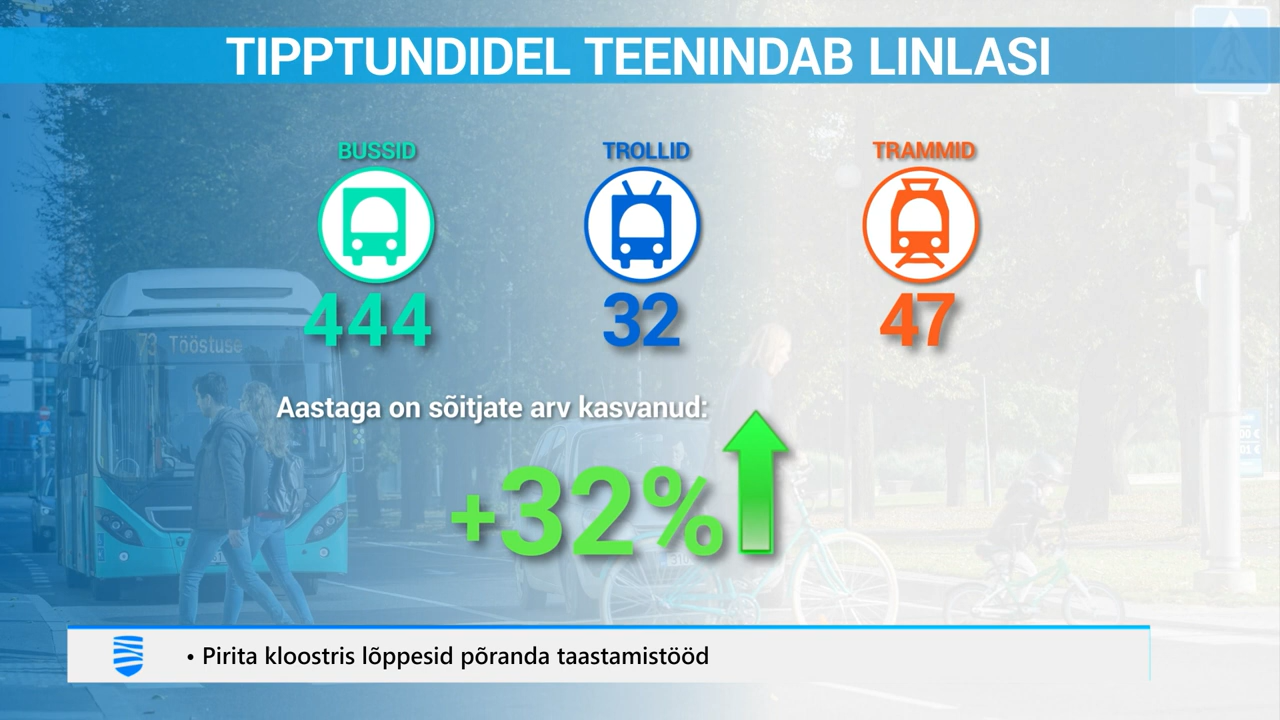 TIPPTUNDIDEL TEENINDAB LINLASI
BUSSID
TROLLID
TRAMMID
444
32
47
73 Tööstuse
Aastaga on sõitjate arv kasvanud:
+32%
• Pirita kloostris lõppesid põranda taastamistööd